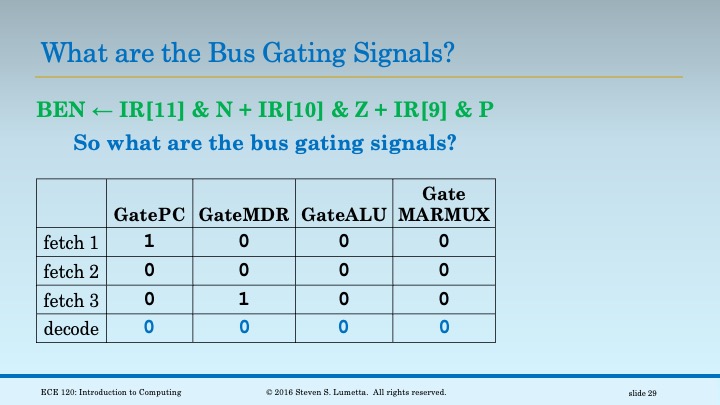 What are the Bus Gating Signals?
BEN ← IR[11] & N + IR[10] & Z + IR[9] & P
So what are the bus gating signals?
GatePC GateMDR GateALU Gate MARMUX
fetch 1 1 0 0 0
fetch 2 0 0 0 0
fetch 3 0 1 0 0
decode 0 0 0 0
ECE 120: Introduction to Computing © 2016 Steven S. Lumetta. All rights reserved. slide 29